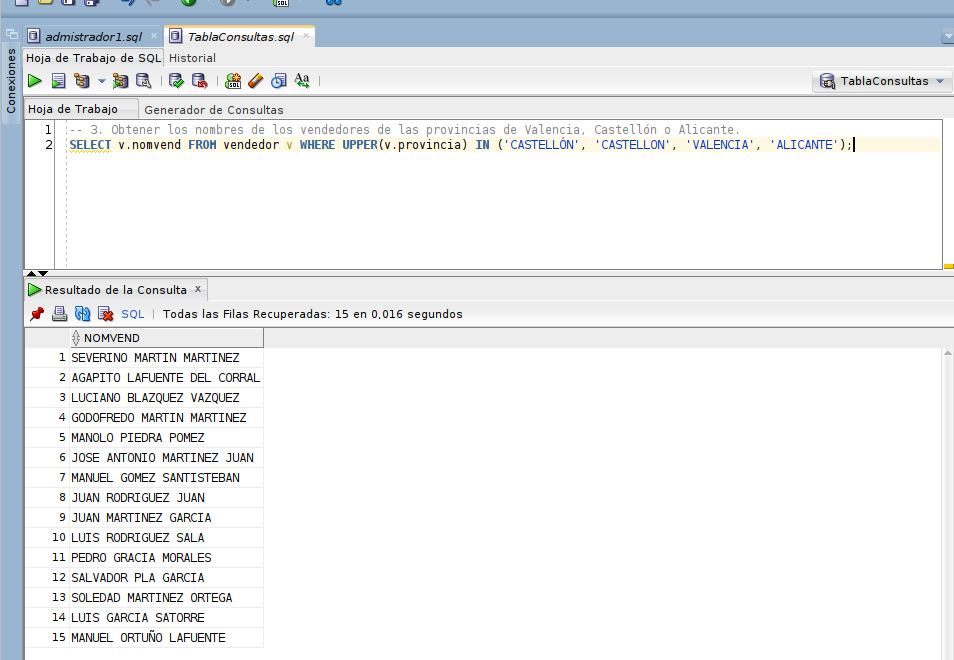 SQL
admistrador1.sql
TablaConsultas.sql
Conexiones
Hoja de Trabajo de SQL
Historial
SQL
Aa
TablaConsultas
Hoja de Trabajo
Generador de Consultas
1 -- 3. Obtener los nombres de los vendedores de las provincias de Valencia, Castellón o Alicante.
2 SELECT v.nomvend FROM vendedor v WHERE UPPER(v.provincia) IN ('CASTELLÓN', 'CASTELLON', 'VALENCIA', 'ALICANTE');
Resultado de la Consulta x
SQL | Todas las Filas Recuperadas: 15 en 0,016 segundos
NOMVEND
1 SEVERINO MARTIN MARTINEZ
2 AGAPITO LAFUENTE DEL CORRAL
3 LUCIANO BLAZQUEZ VAZQUEZ
4 GODOFREDO MARTIN MARTINEZ
5 MANOLO PIEDRA POMEZ
6 JOSE ANTONIO MARTINEZ JUAN
7 MANUEL GOMEZ SANTISTEBAN
8 JUAN RODRIGUEZ JUAN
9 JUAN MARTINEZ GARCIA
10 LUIS RODRIGUEZ SALA
11 PEDRO GRACIA MORALES
12 SALVADOR PLA GARCIA
13 SOLEDAD MARTINEZ ORTEGA
14 LUIS GARCIA SATORRE
15 MANUEL ORTUÑO LAFUENTE